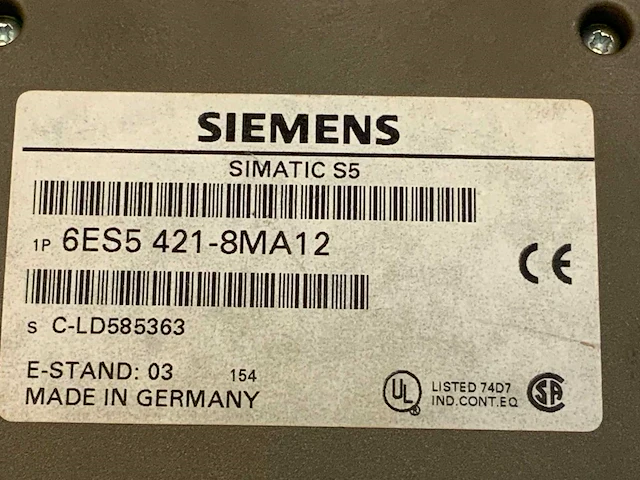 SIEMENS
SIMATIC S5
1P 6ES5 421-8MA12
CE
S C-LD585363
E-STAND: 03 154
MADE IN GERMANY
UL ® LISTED 74D7
IND.CONT.EQ
SA